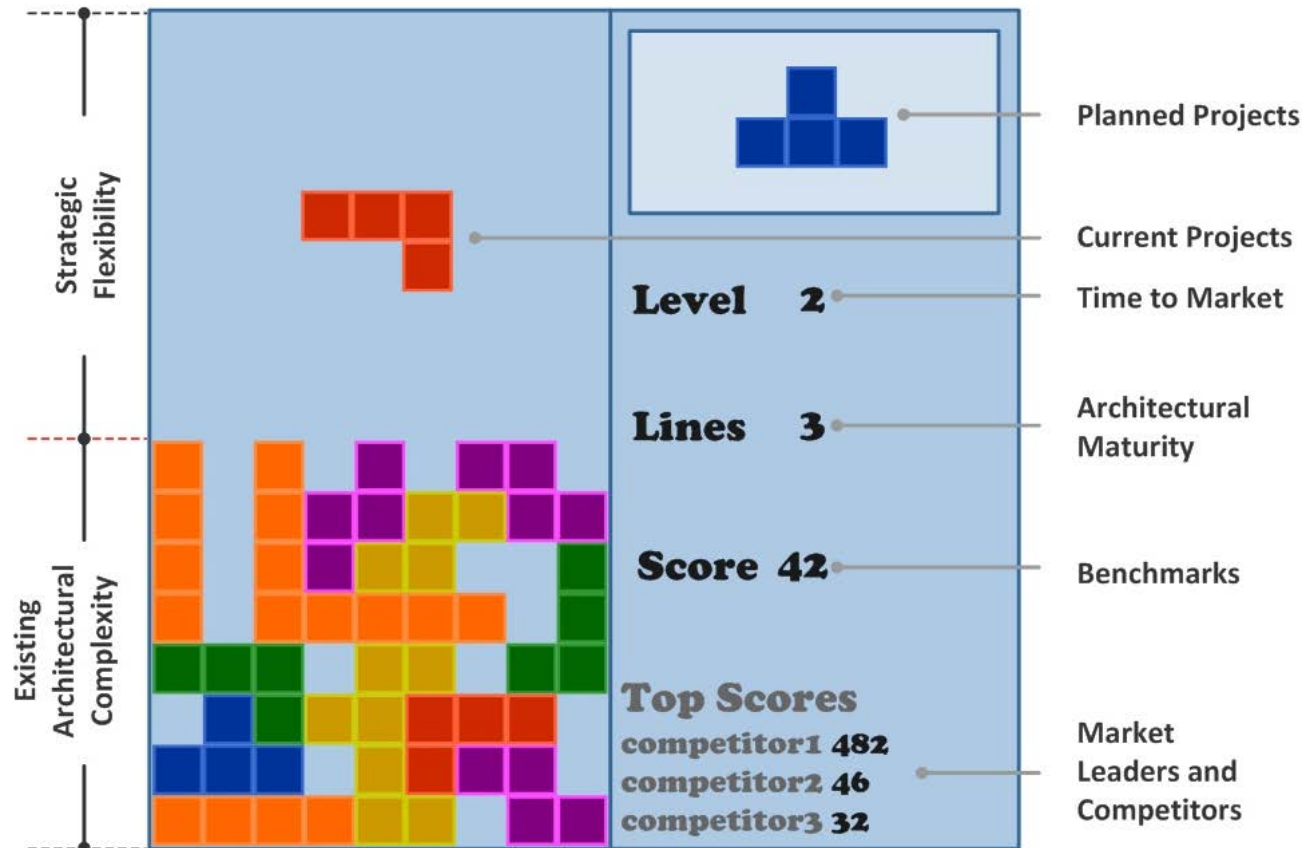 Strategic
Flexibility
Existing
Architectural
Complexity
Level 2
Lines 3
Score 42
Top Scores
competitor1 482
competitor2 46
competitor3 32
Planned Projects
Current Projects
Time to Market
Architectural
Maturity
Benchmarks
Market
Leaders and
Competitors